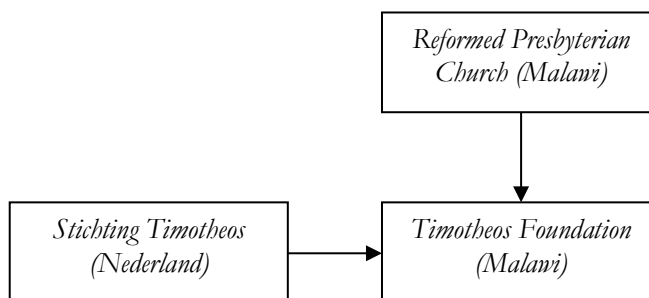 Reformed Presbyterian
Church (Malawi)
Stichting Timotheos
(Nederland)
Timotheos Foundation
(Malawi)